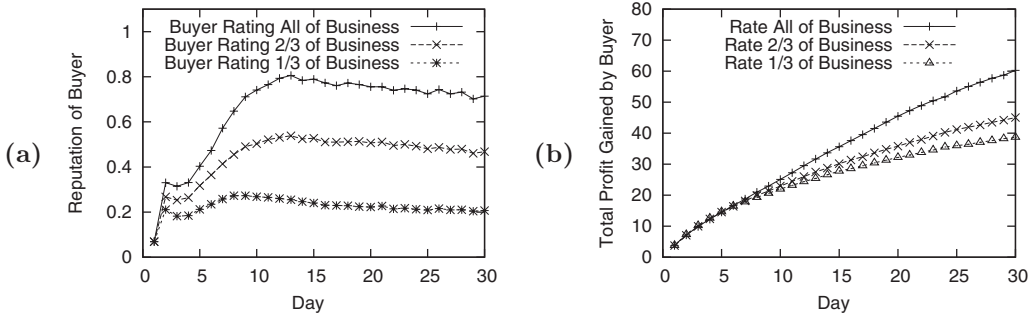 (a)
Reputation of Buyer
1
0.8
0.6
0.4
0.2
0
Buyer Rating All of Business
Buyer Rating 2/3 of Business
Buyer Rating 1/3 of Business
0 5 10 15 20 25 30
Day
(b)
Total Profit Gained by Buyer
80
70
60
50
40
30
20
10
0
Rate All of Business
Rate 2/3 of Business
Rate 1/3 of Business
0 5 10 15 20 25 30
Day